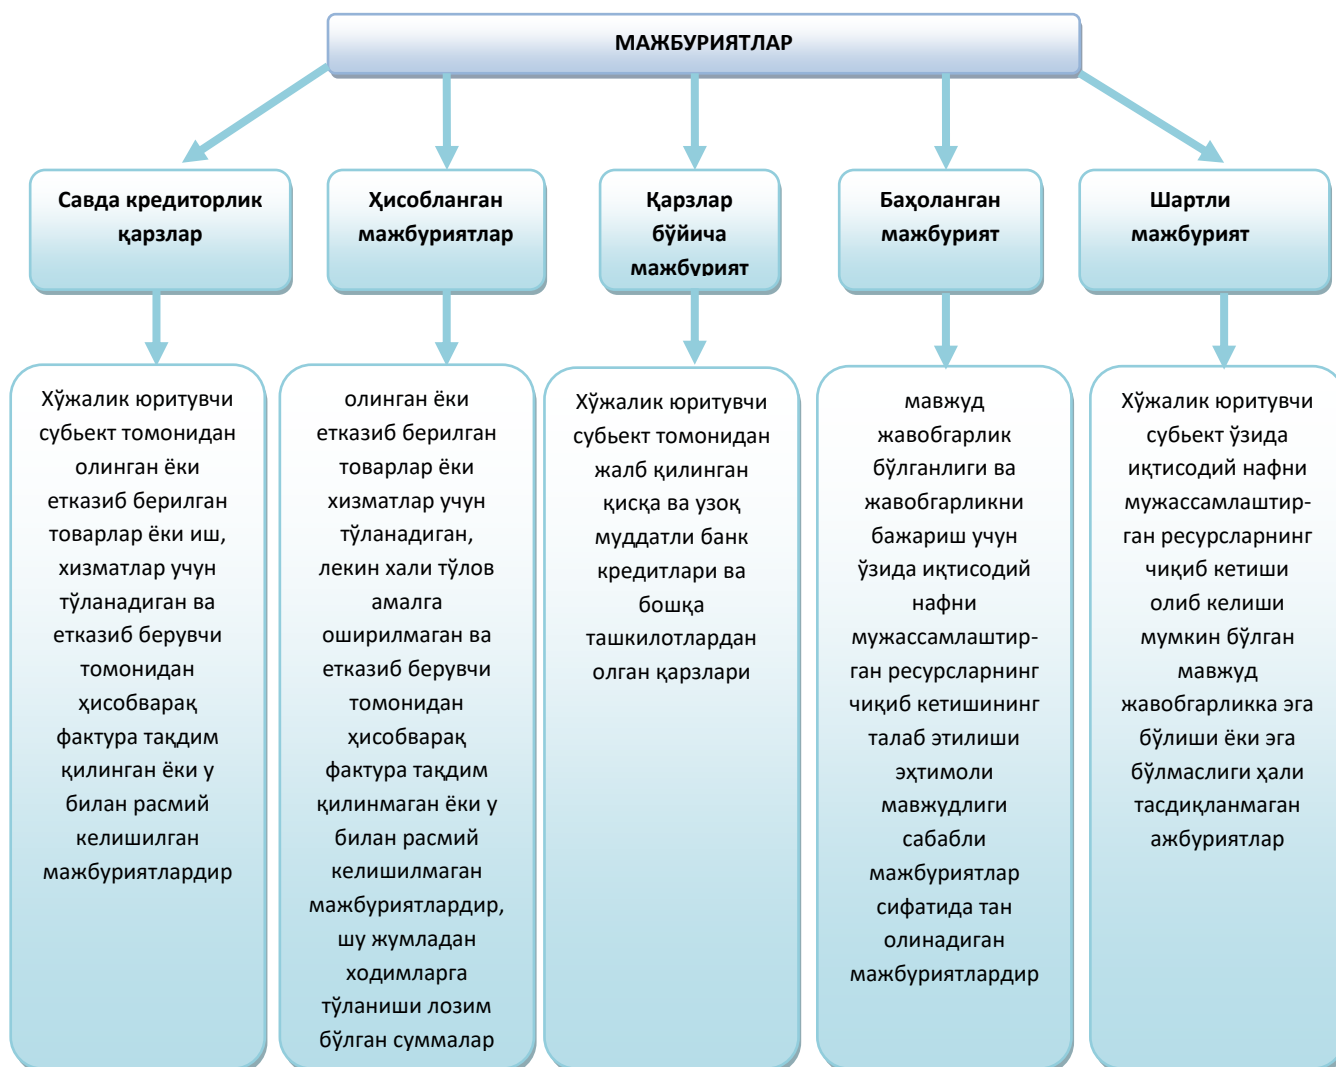 МАЖБУРИЯТЛАР
Савда кредиторлик
қарзлар
Ҳисобланган
мажбуриятлар
Қарзлар
бўйича
мажбурият
Баҳоланган
мажбурият
Шартли
мажбурият
Хўжалик юритувчи
субьект томонидан
олинган ёки
етказиб берилган
товарлар ёки иш,
хизматлар учун
тўланадиган ва
етказиб берувчи
томонидан
ҳисобварақ
фактура тақдим
қилинган ёки у
билан расмий
келишилган
мажбуриятлардир
олинган ёки
етказиб берилган
товарлар ёки
хизматлар учун
тўланадиган,
лекин хали тўлов
амалга
оширилмаган ва
етказиб берувчи
томонидан
ҳисобварақ
фактура тақдим
қилинмаган ёки у
билан расмий
келишилмаган
мажбуриятлардир,
шу жумладан
ходимларга
тўланиши лозим
бўлган суммалар
Хўжалик юритувчи
субьект томонидан
жалб қилинган
қисқа ва узоқ
муддатли банк
кредитлари ва
бошқа
ташкилотлардан
олган қарзлари
мавжуд
жавобгарлик
бўлганлиги ва
жавобгарликни
бажариш учун
ўзида иқтисодий
нафни
мужассамлаштир-
ган ресурсларнинг
чиқиб кетишининг
талаб этилиши
эҳтимоли
мавжудлиги
сабабли
мажбуриятлар
сифатида тан
олинадиган
мажбуриятлардир
Хўжалик юритувчи
субьект ўзида
иқтисодий нафни
мужассамлаштир-
ган ресурсларнинг
чиқиб кетиши
олиб келиши
мумкин бўлган
мавжуд
жавобгарликка эга
бўлиши ёки эга
бўлмаслиги ҳали
тасдиқланмаган
ажбуриятлар